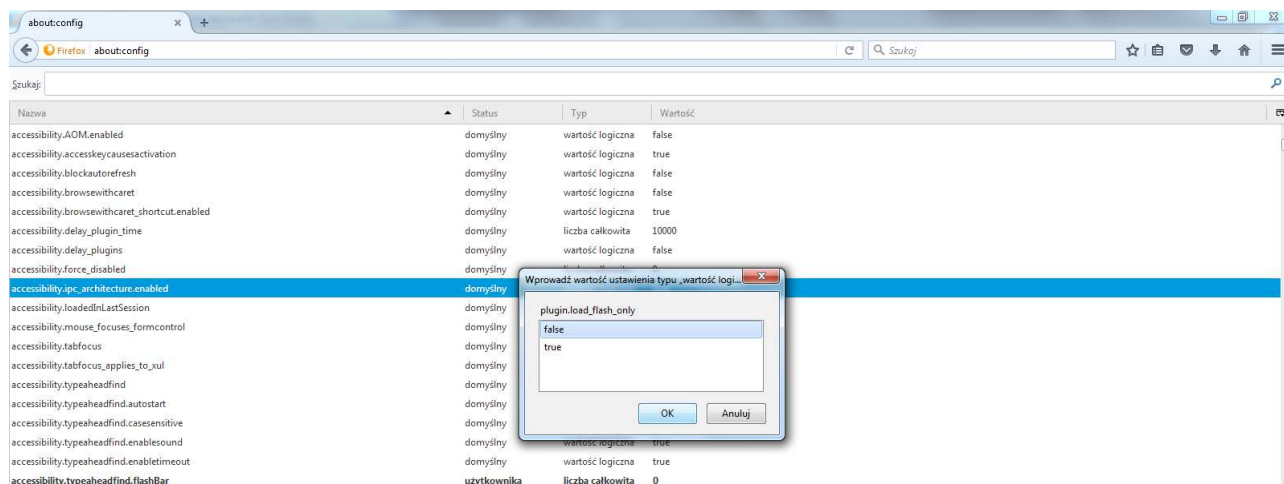 about:config
Firefox about:config Szukaj
Szukaj:
Nazwa Status Typ Wartość
accessibility.AOM.enabled domyślny wartość logiczna false
accessibility.accesskeycausesactivation domyślny wartość logiczna true
accessibility.blockautorefresh domyślny wartość logiczna false
accessibility.browsewithcaret domyślny wartość logiczna false
accessibility.browsewithcaret_shortcut.enabled domyślny wartość logiczna true
accessibility.delay_plugin_time domyślny liczba całkowita 10000
accessibility.delay_plugins domyślny wartość logiczna false
accessibility.force_disabled domyślny
accessibility.ipc_architecture.enabled domyślny
accessibility.loadedInLastSession domyślny
accessibility.mouse_focuses_formcontrol domyślny
accessibility.tabfocus domyślny
accessibility.tabfocus_applies_to_xul domyślny
accessibility.typeaheadfind domyślny
accessibility.typeaheadfind.autostart domyślny
accessibility.typeaheadfind.casesensitive domyślny
accessibility.typeaheadfind.enablesound domyślny wartość logiczna true
accessibility.typeaheadfind.enabletimeout domyślny wartość logiczna true
accessibility.typeaheadfind.flashBar użytkownika liczba całkowita 0
Wprowadź wartość ustawienia typu „wartość logi...
plugin.load_flash_only
false
true
OK Anuluj